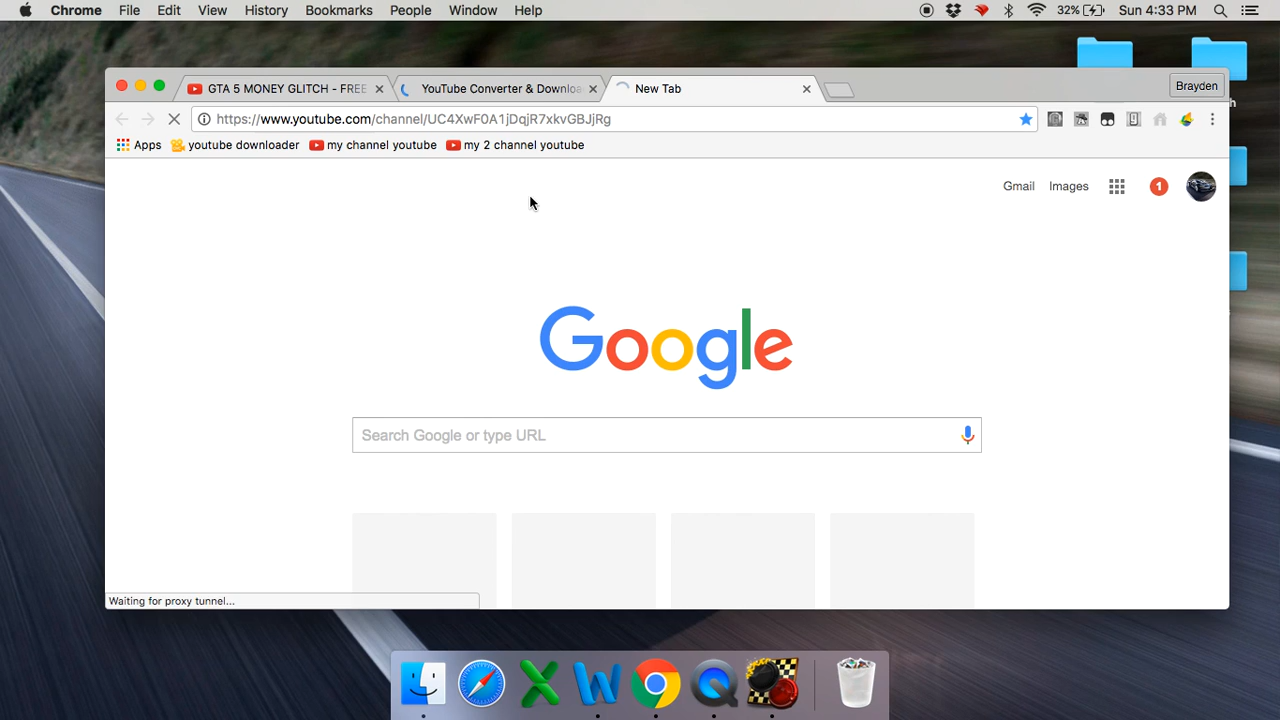 Chrome File Edit View History Bookmarks People Window Help 32% Sun 4:33 PM
GTA 5 MONEY GLITCH - FREE YouTube Converter & Downloa New Tab Brayden
https://www.youtube.com/channel/UC4XwF0A1jDqjR7xkvGBJjRg
Apps youtube downloader my channel youtube my 2 channel youtube
Gmail Images 1
Google
Search Google or type URL
Waiting for proxy tunnel...